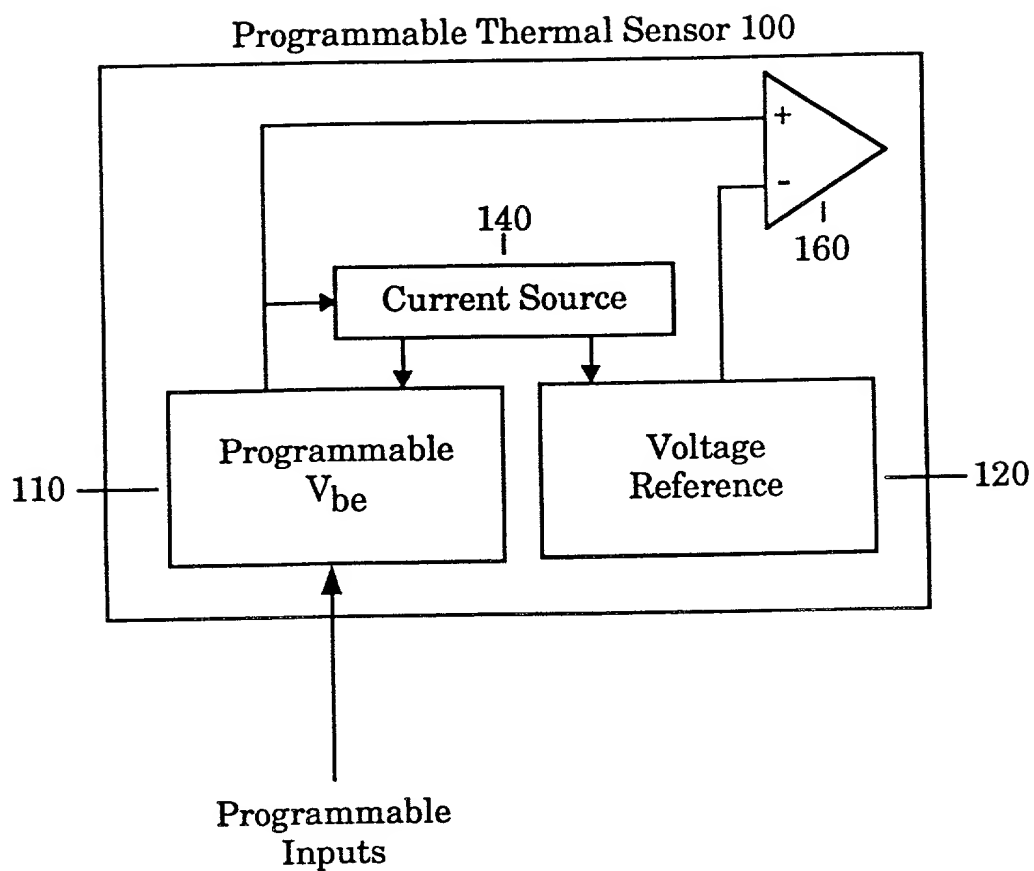 Programmable Thermal Sensor 100
+
-
160
140
Current Source
Programmable
Vbe
110
Voltage
Reference
120
Programmable
Inputs